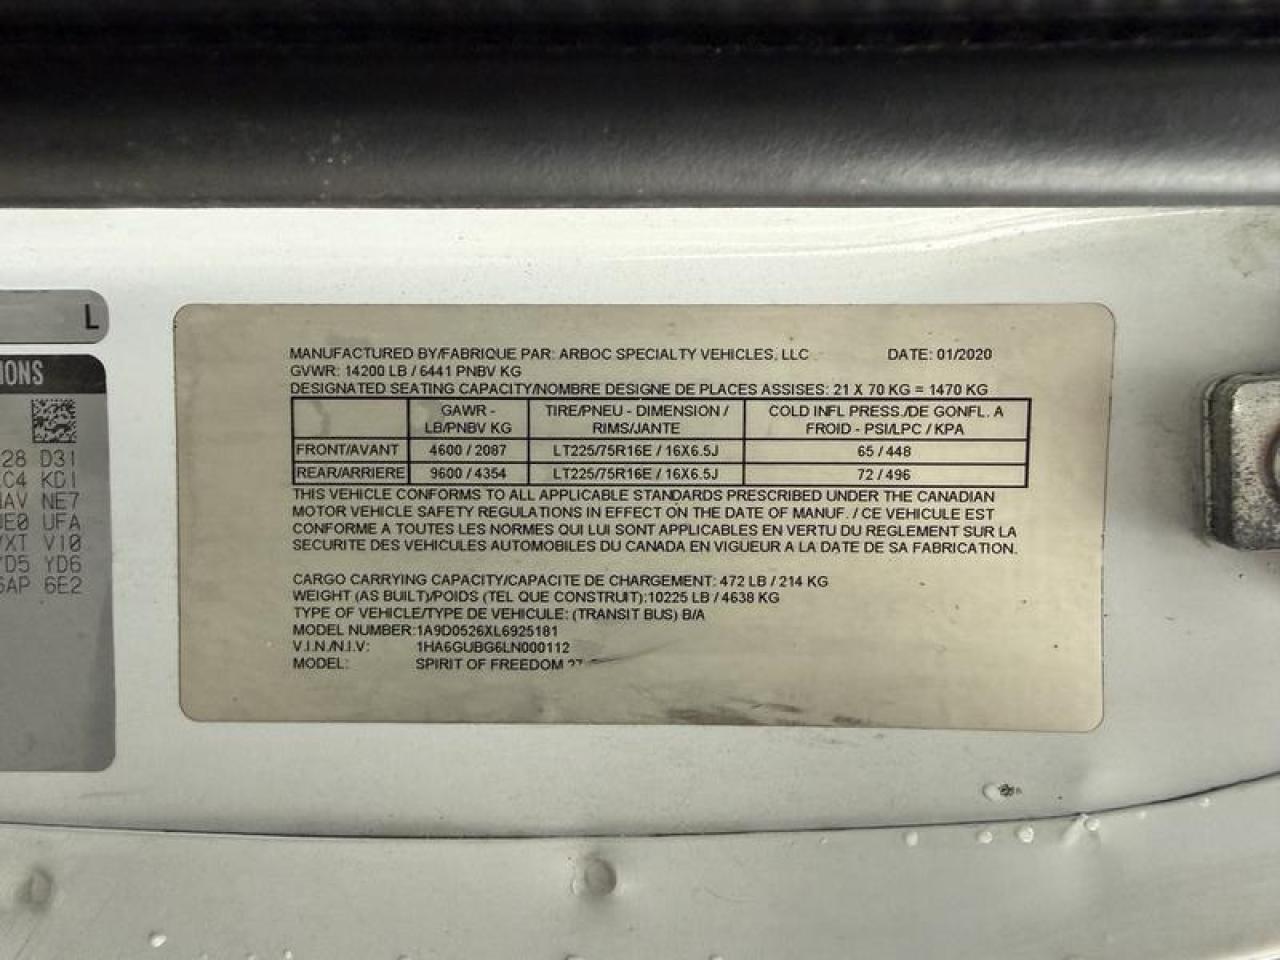 L
IONS
28 D31
C4 KD1
AV NE7
UE0 UFA
VXT V10
D5 YD6
6AP 6E2
MANUFACTURED BY/FABRIQUE PAR: ARBOC SPECIALTY VEHICLES, LLC DATE: 01/2020
GVWR: 14200 LB / 6441 PNBV KG
DESIGNATED SEATING CAPACITY/NOMBRE DESIGNE DE PLACES ASSISES: 21 X 70 KG = 1470 KG
GAWR - TIRE/PNEU - DIMENSION / COLD INFL PRESS./DE GONFL. A
LB/PNBV KG RIMS/JANTE FROID - PSI/LPC / KPA
FRONT/AVANT 4600 / 2087 LT225/75R16E / 16X6.5J 65 / 448
REAR/ARRIERE 9600 / 4354 LT225/75R16E / 16X6.5J 72 / 496
THIS VEHICLE CONFORMS TO ALL APPLICABLE STANDARDS PRESCRIBED UNDER THE CANADIAN
MOTOR VEHICLE SAFETY REGULATIONS IN EFFECT ON THE DATE OF MANUF. / CE VEHICULE EST
CONFORME A TOUTES LES NORMES QUI LUI SONT APPLICABLES EN VERTU DU REGLEMENT SUR LA
SECURITE DES VEHICULES AUTOMOBILES DU CANADA EN VIGUEUR A LA DATE DE SA FABRICATION.
CARGO CARRYING CAPACITY/CAPACITE DE CHARGEMENT: 472 LB / 214 KG
WEIGHT (AS BUILT)/POIDS (TEL QUE CONSTRUIT):10225 LB / 4638 KG
TYPE OF VEHICLE/TYPE DE VEHICULE: (TRANSIT BUS) B/A
MODEL NUMBER:1A9D0526XL6925181
V.I.N./N.I.V: 1HA6GUBG6LN000112
MODEL: SPIRIT OF FREEDOM